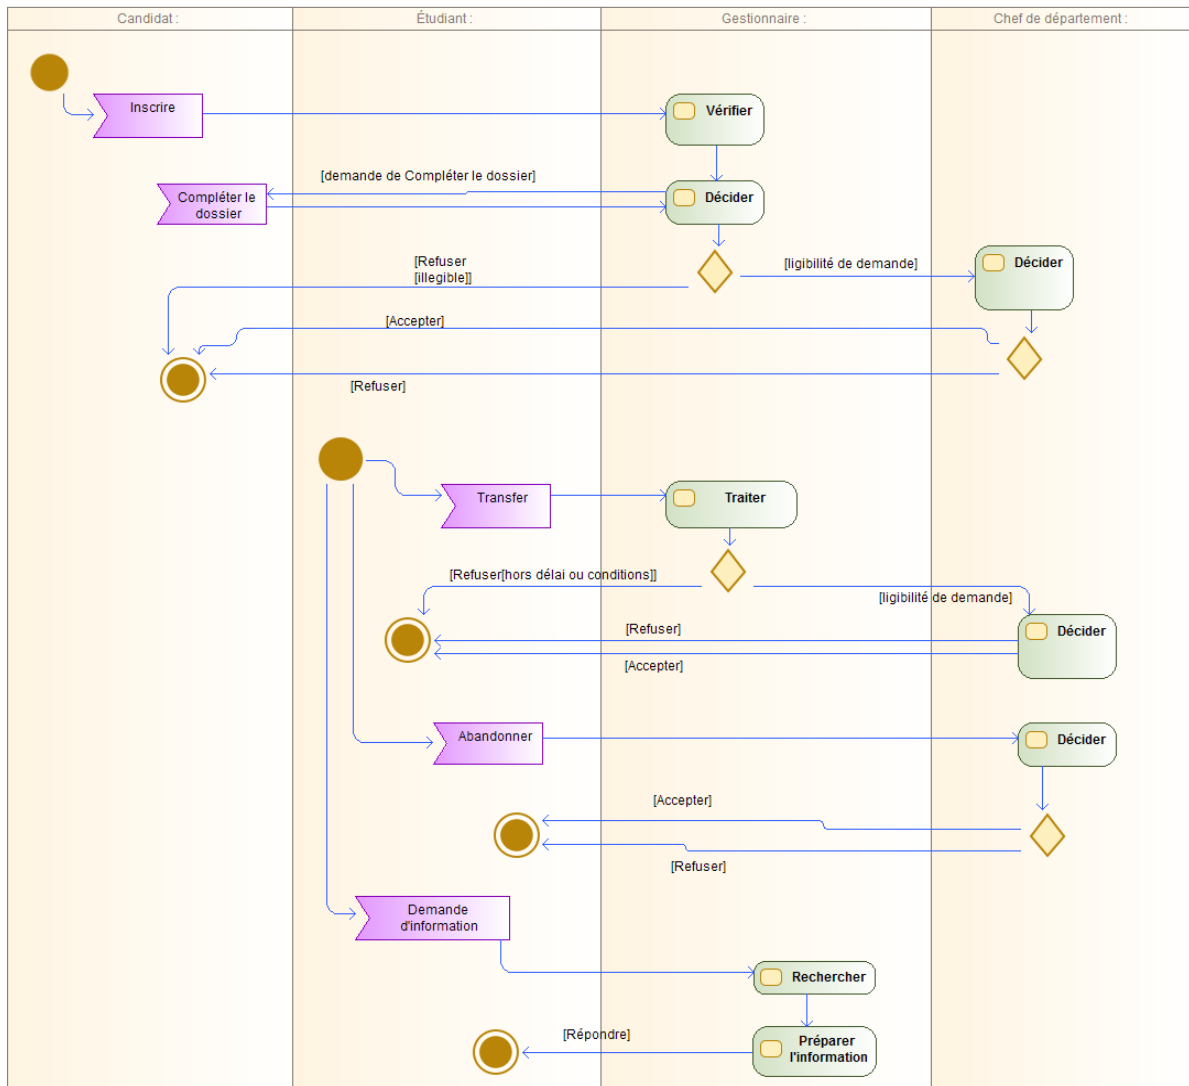 Candidat :
Étudiant :
Gestionnaire :
Chef de département :
Inscrire
Vérifier
[demande de Compléter le dossier]
Compléter le
dossier
Décider
[Refuser
[illegible]]
[ligibilité de demande]
Décider
[Accepter]
[Refuser]
Transfer
Traiter
[Refuser[hors délai ou conditions]]
[ligibilité de demande]
[Refuser]
Décider
[Accepter]
Abandonner
Décider
[Accepter]
[Refuser]
Demande
d'information
Rechercher
[Répondre]
Préparer
l'information